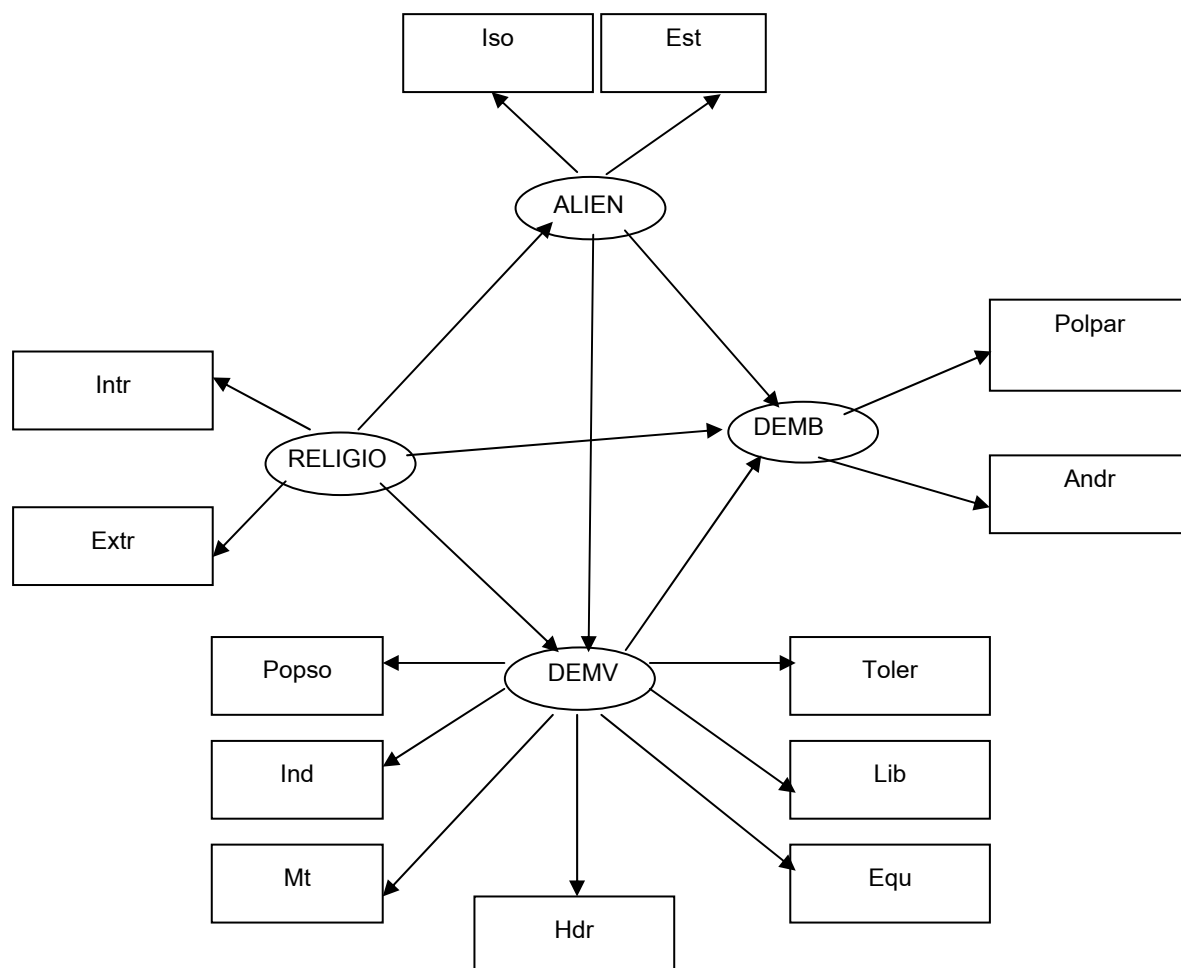 Iso
Est
ALIEN
Polpar
Intr
DEMB
RELIGIO
Andr
Extr
Popso
DEMV
Toler
Ind
Lib
Mt
Equ
Hdr